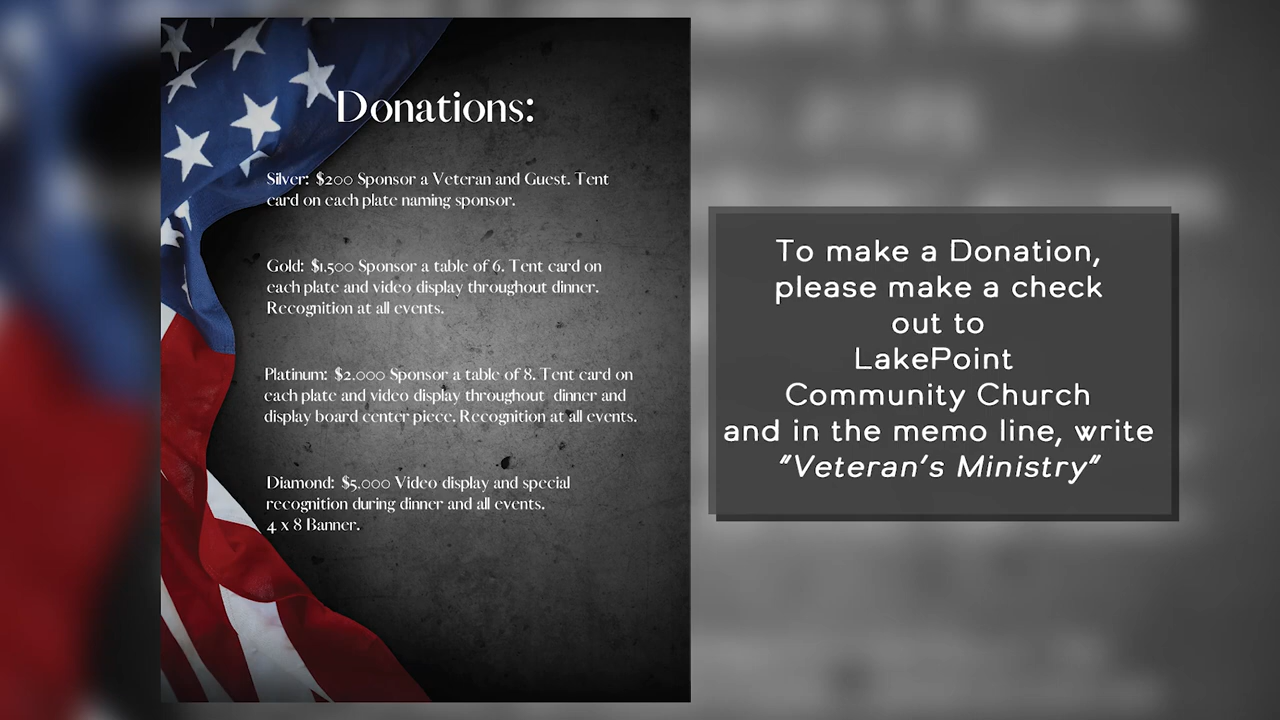 Donations:
Silver: $200 Sponsor a Veteran and Guest. Tent
card on each plate naming sponsor.
Gold: $1,500 Sponsor a table of 6. Tent card on
each plate and video display throughout dinner.
Recognition at all events.
Platinum: $2,000 Sponsor a table of 8. Tent card on
each plate and video display throughout dinner and
display board center piece. Recognition at all events.
Diamond: $5,000 Video display and special
recognition during dinner and all events.
4 x 8 Banner.
To make a Donation,
please make a check
out to
LakePoint
Community Church
and in the memo line, write
"Veteran's Ministry"